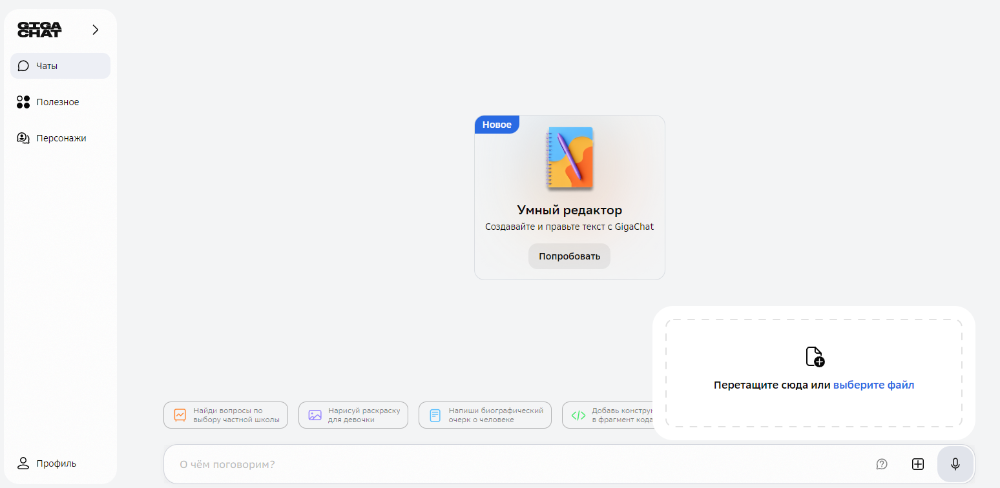 GIGA
CHAT
Чаты
Полезное
Персонажи
Профиль
Новое
Умный редактор
Создавайте и правьте текст с GigaChat
Попробовать
Перетащите сюда или выберите файл
Найди вопросы по
выбору частной школы
Нарисуй раскраску
для девочки
Напиши биографический
очерк о человеке
Добавь
в фрагмент кода
О чём поговорим?